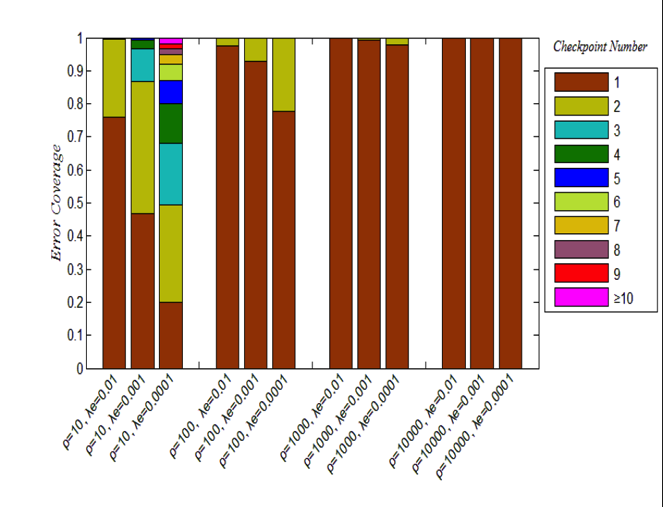 Checkpoint Number
1
2
3
4
5
6
7
8
9
≥10
Error Coverage
1
0.9
0.8
0.7
0.6
0.5
0.4
0.3
0.2
0.1
0
ρ=10, λe=0.01
ρ=10, λe=0.001
ρ=10, λe=0.0001
ρ=100, λe=0.01
ρ=100, λe=0.001
ρ=100, λe=0.0001
ρ=1000, λe=0.01
ρ=1000, λe=0.001
ρ=1000, λe=0.0001
ρ=10000, λe=0.01
ρ=10000, λe=0.001
ρ=10000, λe=0.0001